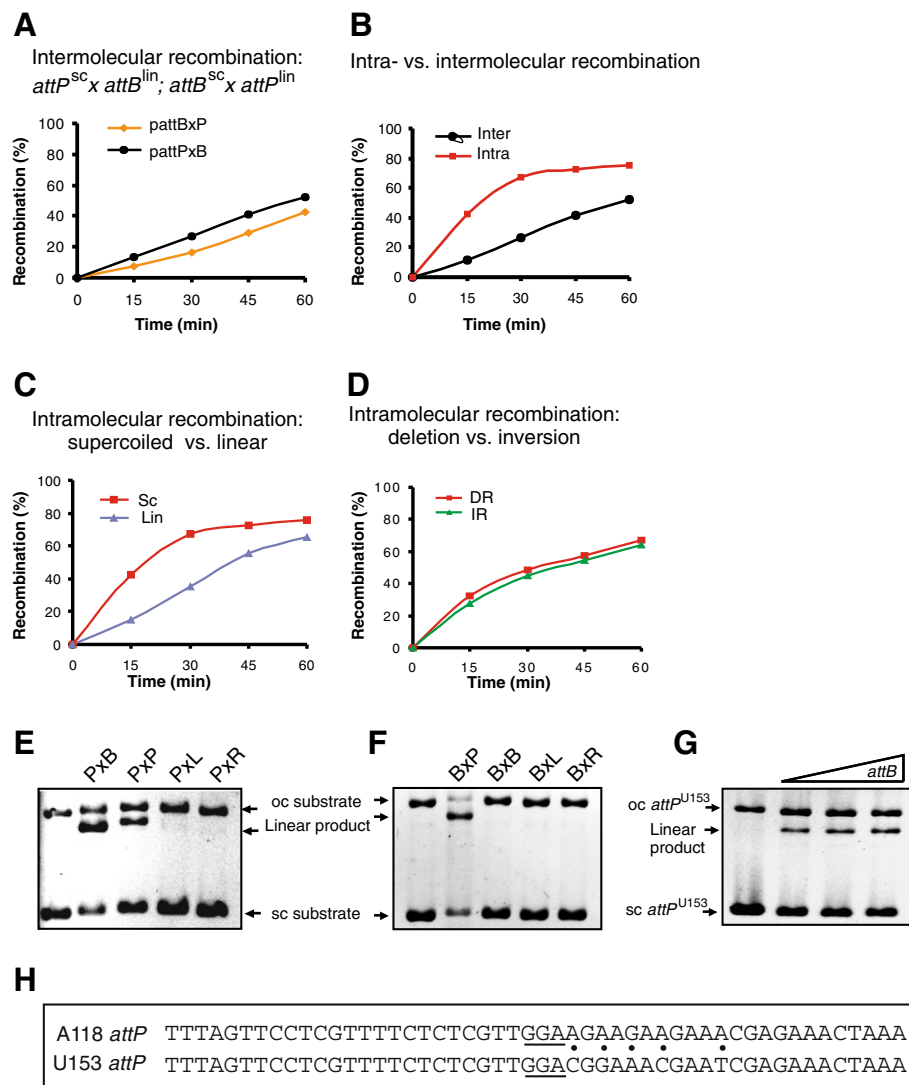 A
Intermolecular recombination:
attP^sc x attB^lin; attB^sc x attP^lin
Recombination (%)
100
80
60
40
20
0
pattBxP
pattPxB
0 15 30 45 60
Time (min)
B
Intra- vs. intermolecular recombination
Recombination (%)
100
80
60
40
20
0
Inter
Intra
0 15 30 45 60
Time (min)
C
Intramolecular recombination:
supercoiled vs. linear
Recombination (%)
100
80
60
40
20
0
Sc
Lin
0 15 30 45 60
Time (min)
D
Intramolecular recombination:
deletion vs. inversion
Recombination (%)
100
80
60
40
20
0
DR
IR
0 15 30 45 60
Time (min)
E
PxB PxP PxL PxR
oc substrate
Linear product
sc substrate
F
BxP BxB BxL BxR
G
attB
oc attP^U153
Linear
product
sc attP^U153
H
A118 attP TTTAGTTCCTCGTTTTCTCTCGTTGGAAGAAGAAGAAACGAGAAACTAAA
U153 attP TTTAGTTCCTCGTTTTCTCTCGTTGGACGGAAACGAATCGAGAAACTAAA